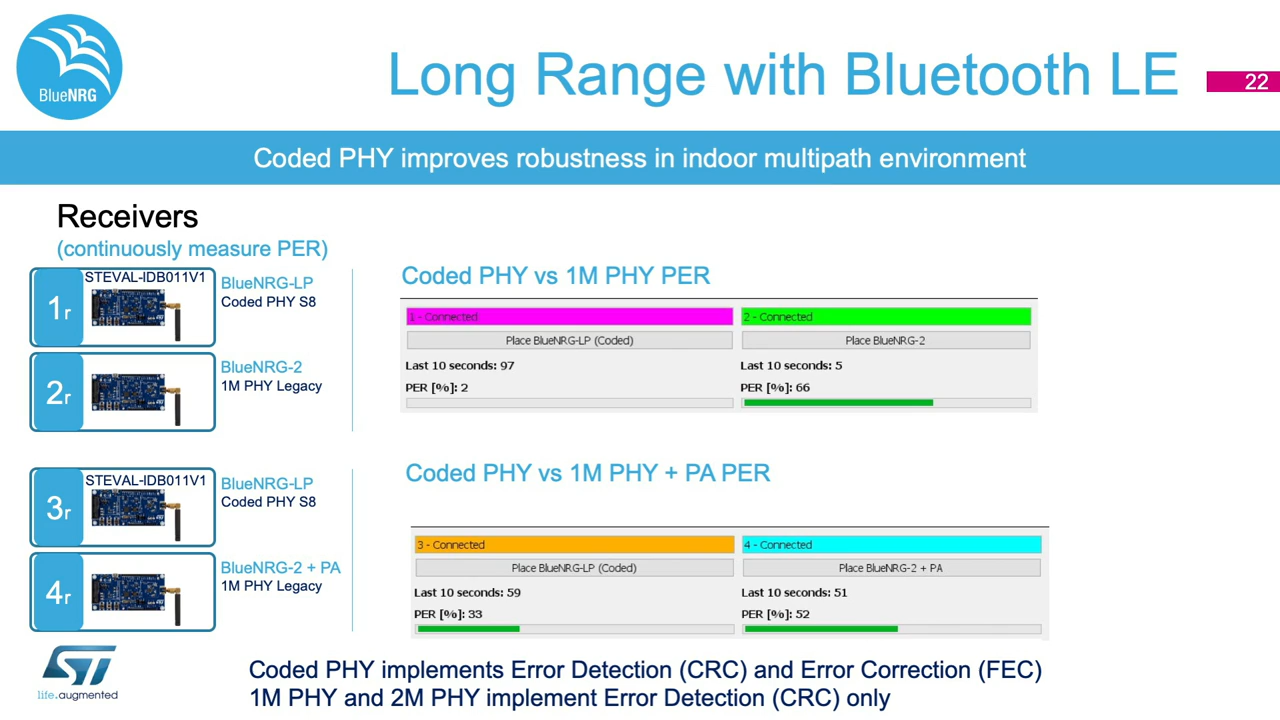 BlueNRG
Long Range with Bluetooth LE
22
Coded PHY improves robustness in indoor multipath environment
Receivers
(continuously measure PER)
1r
STEVAL-IDB011V1
BlueNRG-LP
Coded PHY S8
2r
BlueNRG-2
1M PHY Legacy
Coded PHY vs 1M PHY PER
1 - Connected
2 - Connected
Place BlueNRG-LP (Coded)
Place BlueNRG-2
Last 10 seconds: 97
Last 10 seconds: 5
PER [%]: 2
PER [%]: 66
3r
STEVAL-IDB011V1
BlueNRG-LP
Coded PHY S8
4r
BlueNRG-2 + PA
1M PHY Legacy
Coded PHY vs 1M PHY + PA PER
3 - Connected
4 - Connected
Place BlueNRG-LP (Coded)
Place BlueNRG-2 + PA
Last 10 seconds: 59
Last 10 seconds: 51
PER [%]: 33
PER [%]: 52
ST
life.augmented
Coded PHY implements Error Detection (CRC) and Error Correction (FEC)
1M PHY and 2M PHY implement Error Detection (CRC) only